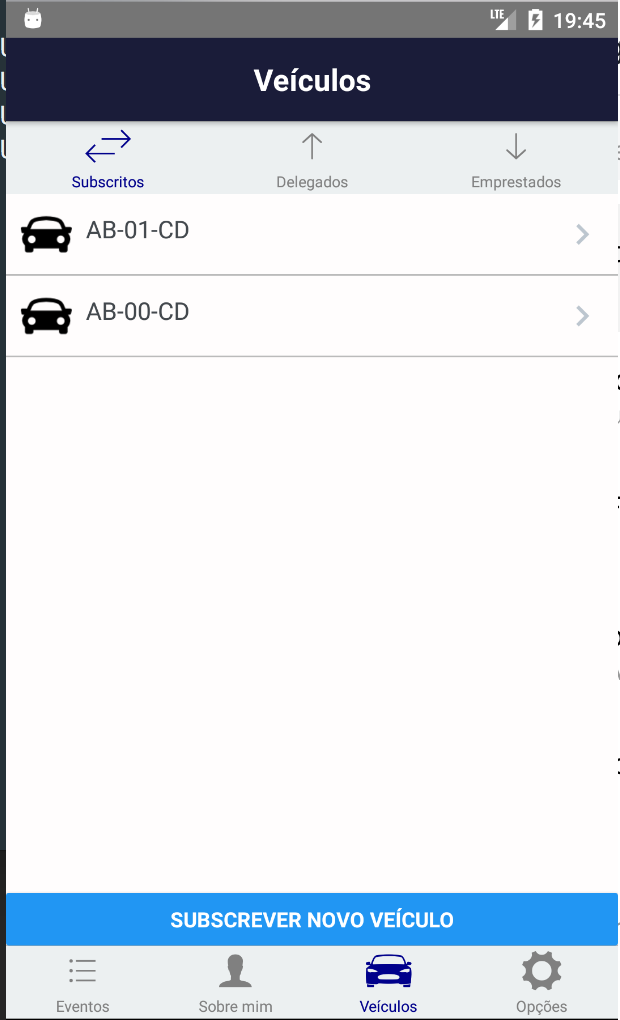 LTE 19:45
Veículos
Subscritos Delegados Emprestados
AB-01-CD
AB-00-CD
SUBSCREVER NOVO VEÍCULO
Eventos Sobre mim Veículos Opções